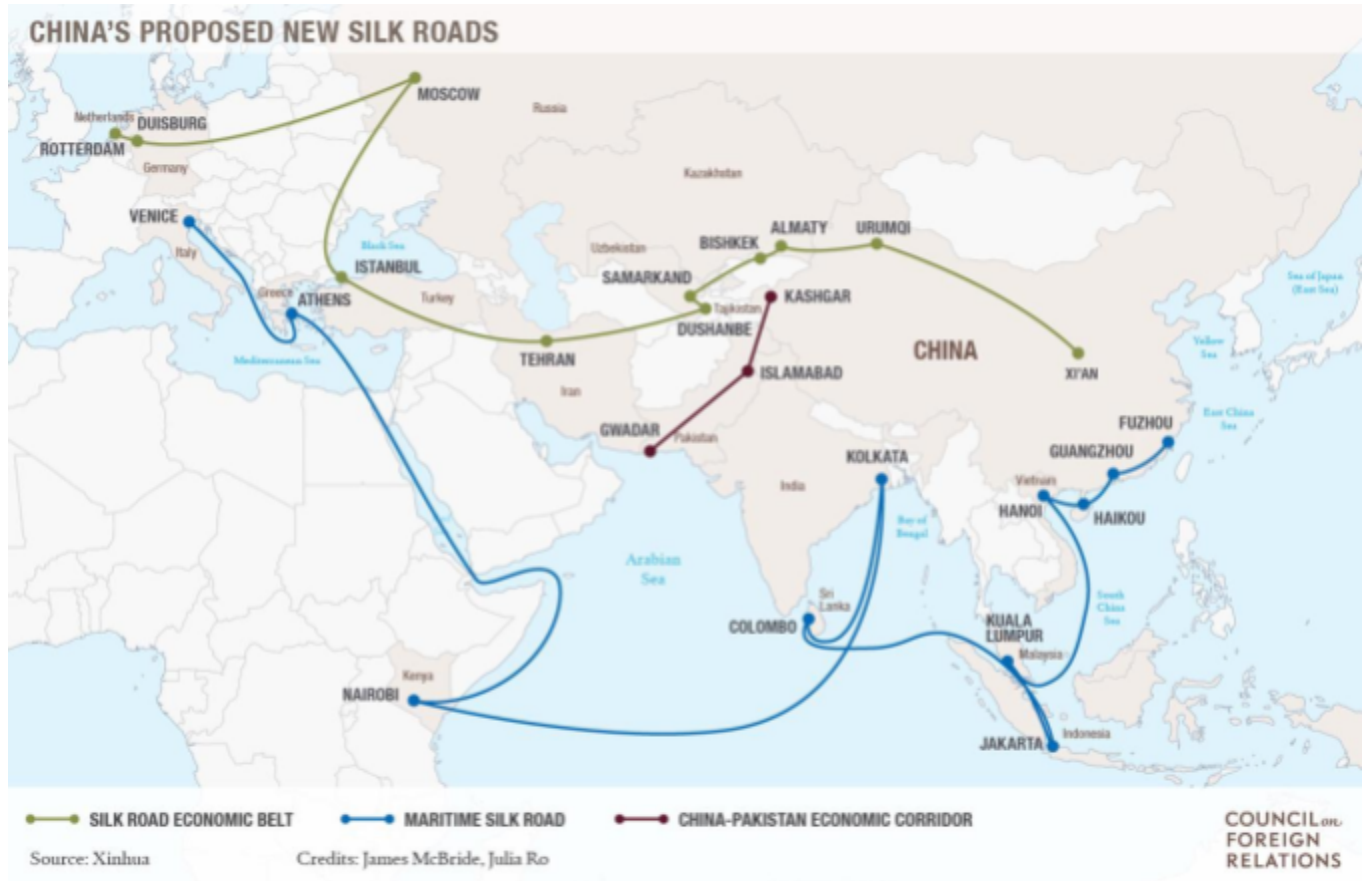 CHINA'S PROPOSED NEW SILK ROADS
MOSCOW
Russia
Netherlands
DUISBURG
ROTTERDAM
Germany
Kazakhdtan
VENICE
Italy
Black Sea
ISTANBUL
Greece
ATHENS
Turkey
Mediterranean Sea
Uzbekistan
BISHKEK
ALMATY
URUMQI
SAMARKAND
Tajikistan
DUSHANBE
KASHGAR
TEHRAN
Iran
ISLAMABAD
CHINA
XI'AN
Sea of Japan
(East Sea)
Yellow
Sea
East China
Sea
GWADAR
Pakistan
KOLKATA
India
FUZHOU
GUANGZHOU
Vietnam
HANOI
HAIKOU
Bay of
Bengal
Arabian
Sea
Sri
Lanka
COLOMBO
South
China
Sea
KUALA
LUMPUR
Malaysia
Kenya
NAIROBI
JAKARTA
Indonesia
SILK ROAD ECONOMIC BELT
MARITIME SILK ROAD
CHINA-PAKISTAN ECONOMIC CORRIDOR
Source: Xinhua
Credits: James McBride, Julia Ro
COUNCIL on
FOREIGN
RELATIONS